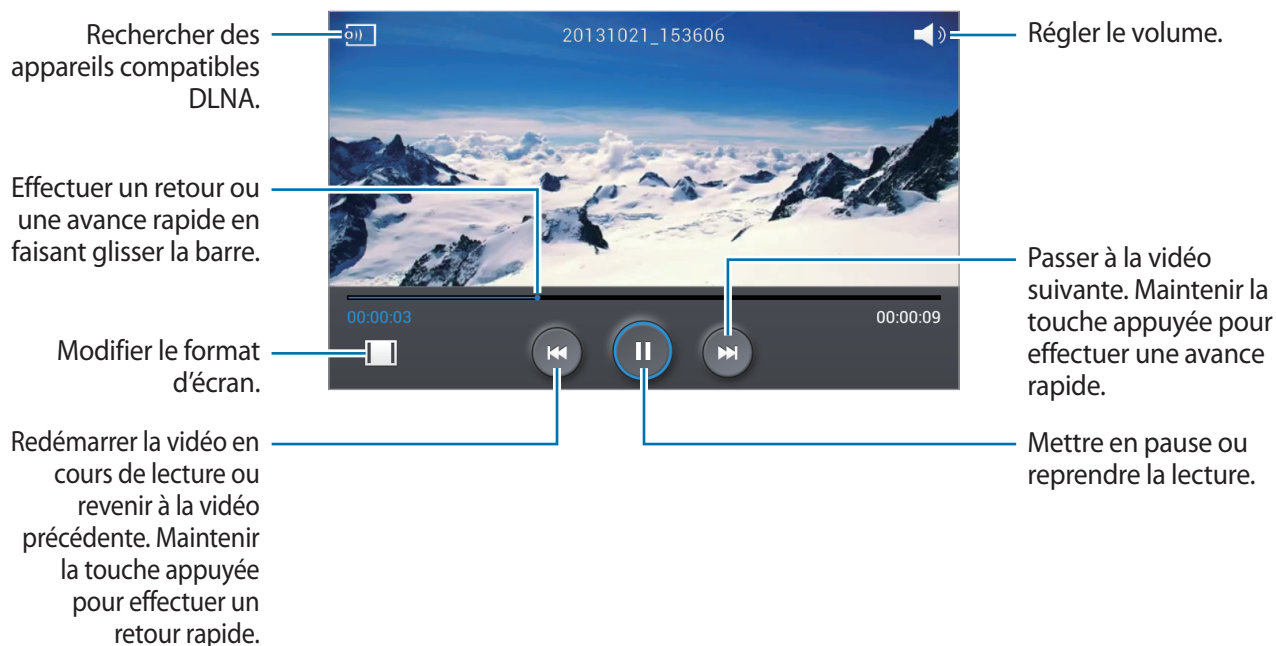 Rechercher des
appareils compatibles
DLNA.
20131021_153606
Régler le volume.
Effectuer un retour ou
une avance rapide en
faisant glisser la barre.
Passer à la vidéo
suivante. Maintenir la
touche appuyée pour
effectuer une avance
rapide.
00:00:03
00:00:09
Modifier le format
d'écran.
Redémarrer la vidéo en
cours de lecture ou
revenir à la vidéo
précédente. Maintenir
la touche appuyée
pour effectuer un
retour rapide.
Mettre en pause ou
reprendre la lecture.